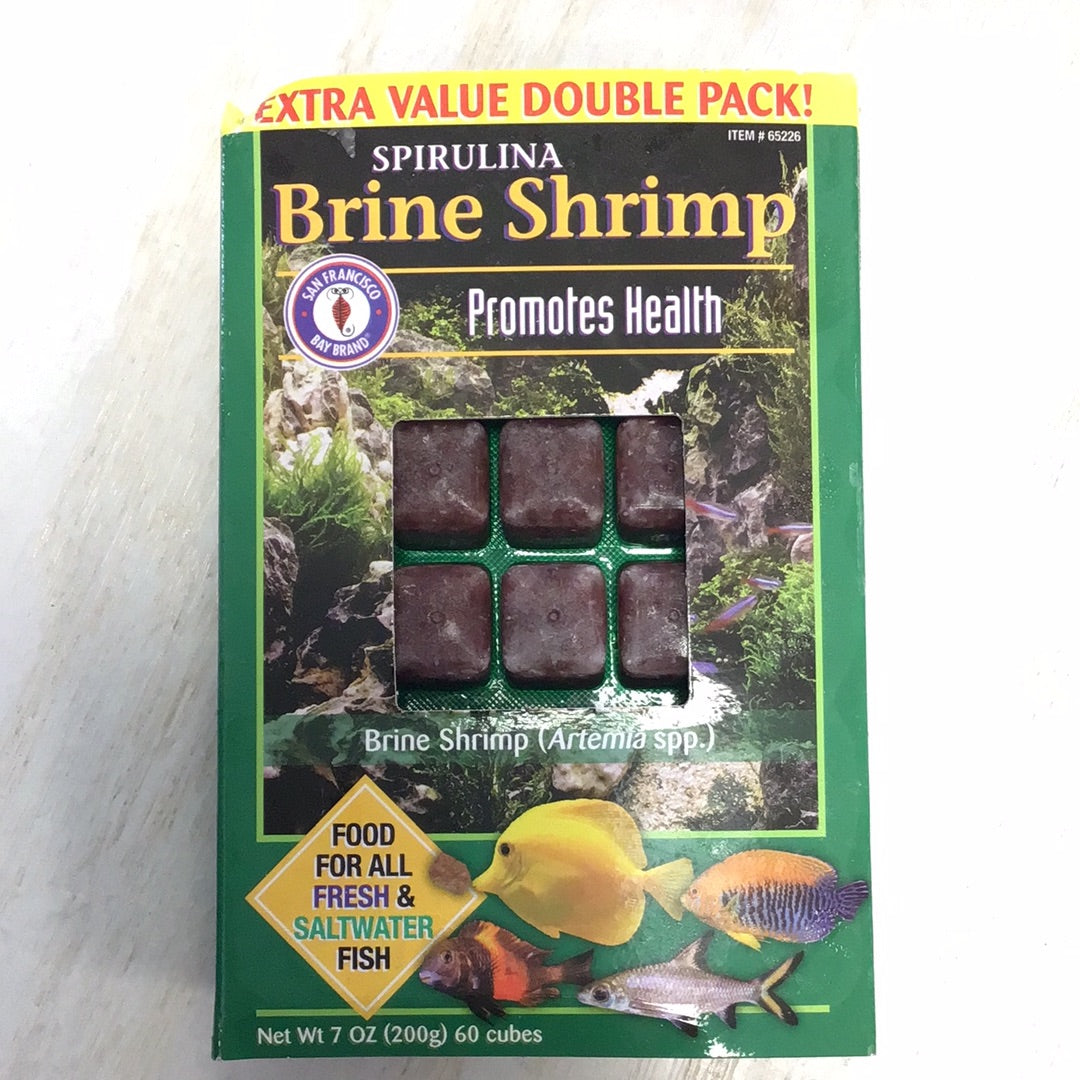 EXTRA VALUE DOUBLE PACK!
ITEM # 65226
SPIRULINA
Brine Shrimp
SAN FRANCISCO
BAY BRAND®
Promotes Health
Brine Shrimp (Artemia spp.)
FOOD
FOR ALL
FRESH &
SALTWATER
FISH
Net Wt 7 OZ (200g) 60 cubes